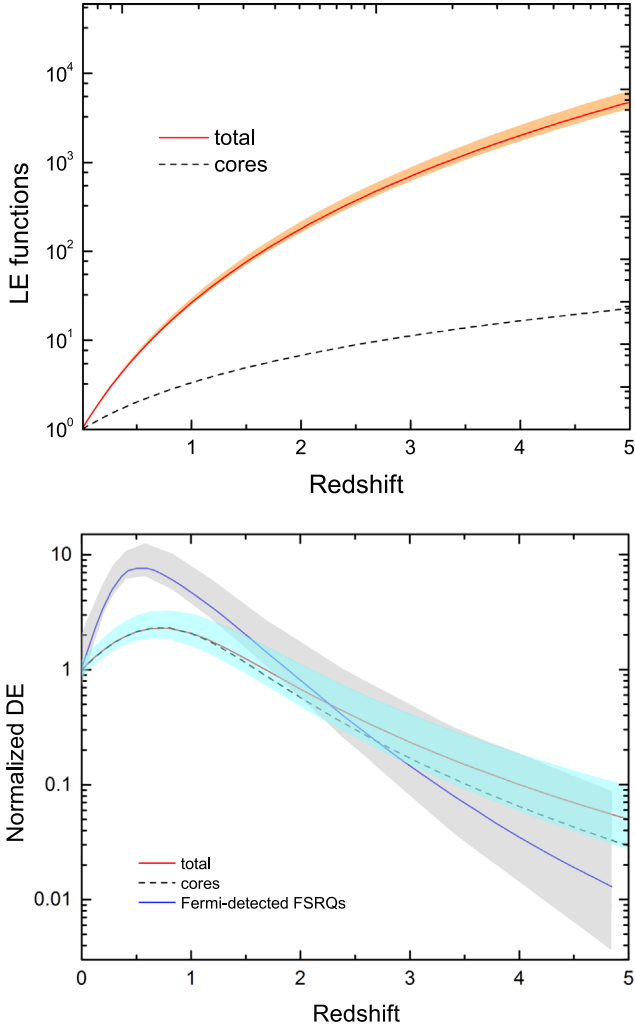 10^4
10^3
10^2
10^1
10^0
LE functions
total
cores
1 2 3 4 5
Redshift
10
1
0.1
0.01
Normalized DE
total
cores
Fermi-detected FSRQs
0 1 2 3 4 5
Redshift